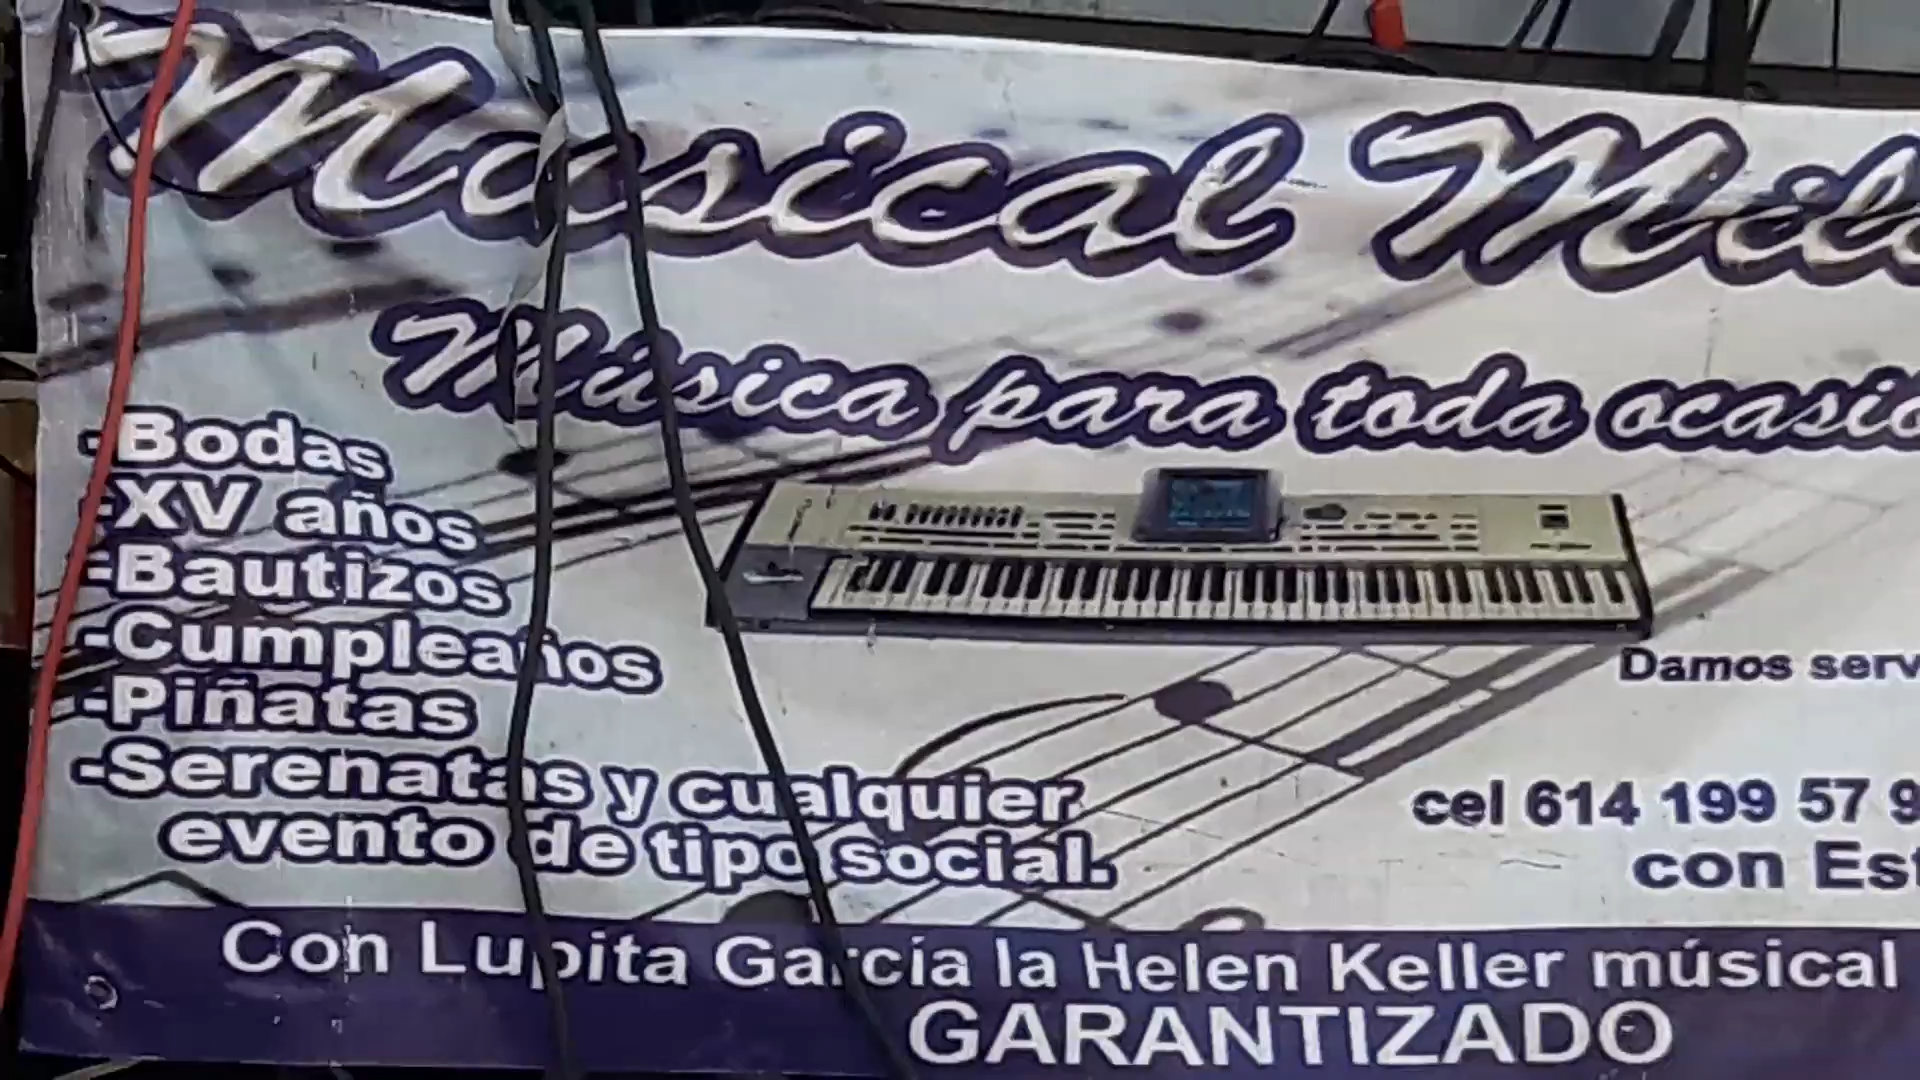 Musical
Música para toda
-Bodas
-XV años
-Bautizos
-Cumpleaños
-Piñatas
-Serenatas y cualquier
evento de tipo social.
Damos
cel 614 199 57
con
Con Lupita García la Helen Keller músical
GARANTIZADO